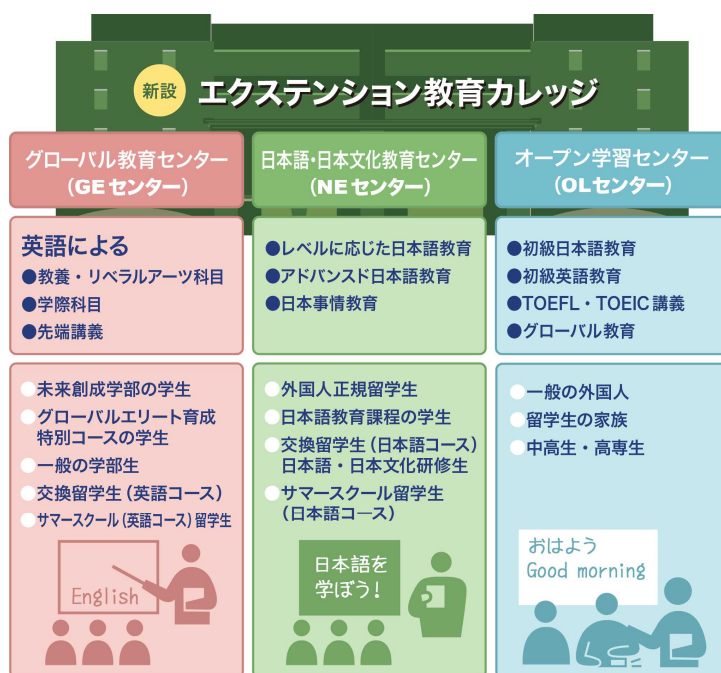 新設 エクステンション教育カレッジ
グローバル教育センター
(GEセンター)
英語による
●教養・リベラルアーツ科目
●学際科目
●先端講義
●未来創成学部の学生
●グローバルエリート育成
特別コースの学生
●一般の学部生
●交換留学生(英語コース)
●サマースクール(英語コース)留学生
English
日本語・日本文化教育センター
(NEセンター)
●レベルに応じた日本語教育
●アドバンスド日本語教育
●日本事情教育
●外国人正規留学生
●日本語教育課程の学生
●交換留学生(日本語コース)
日本語・日本文化研修生
●サマースクール留学生
(日本語コース)
日本語を
学ぼう!
オープン学習センター
(OLセンター)
●初級日本語教育
●初級英語教育
●TOEFL・TOEIC講義
●グローバル教育
●一般の外国人
●留学生の家族
●中高生・高専生
おはよう
Good morning